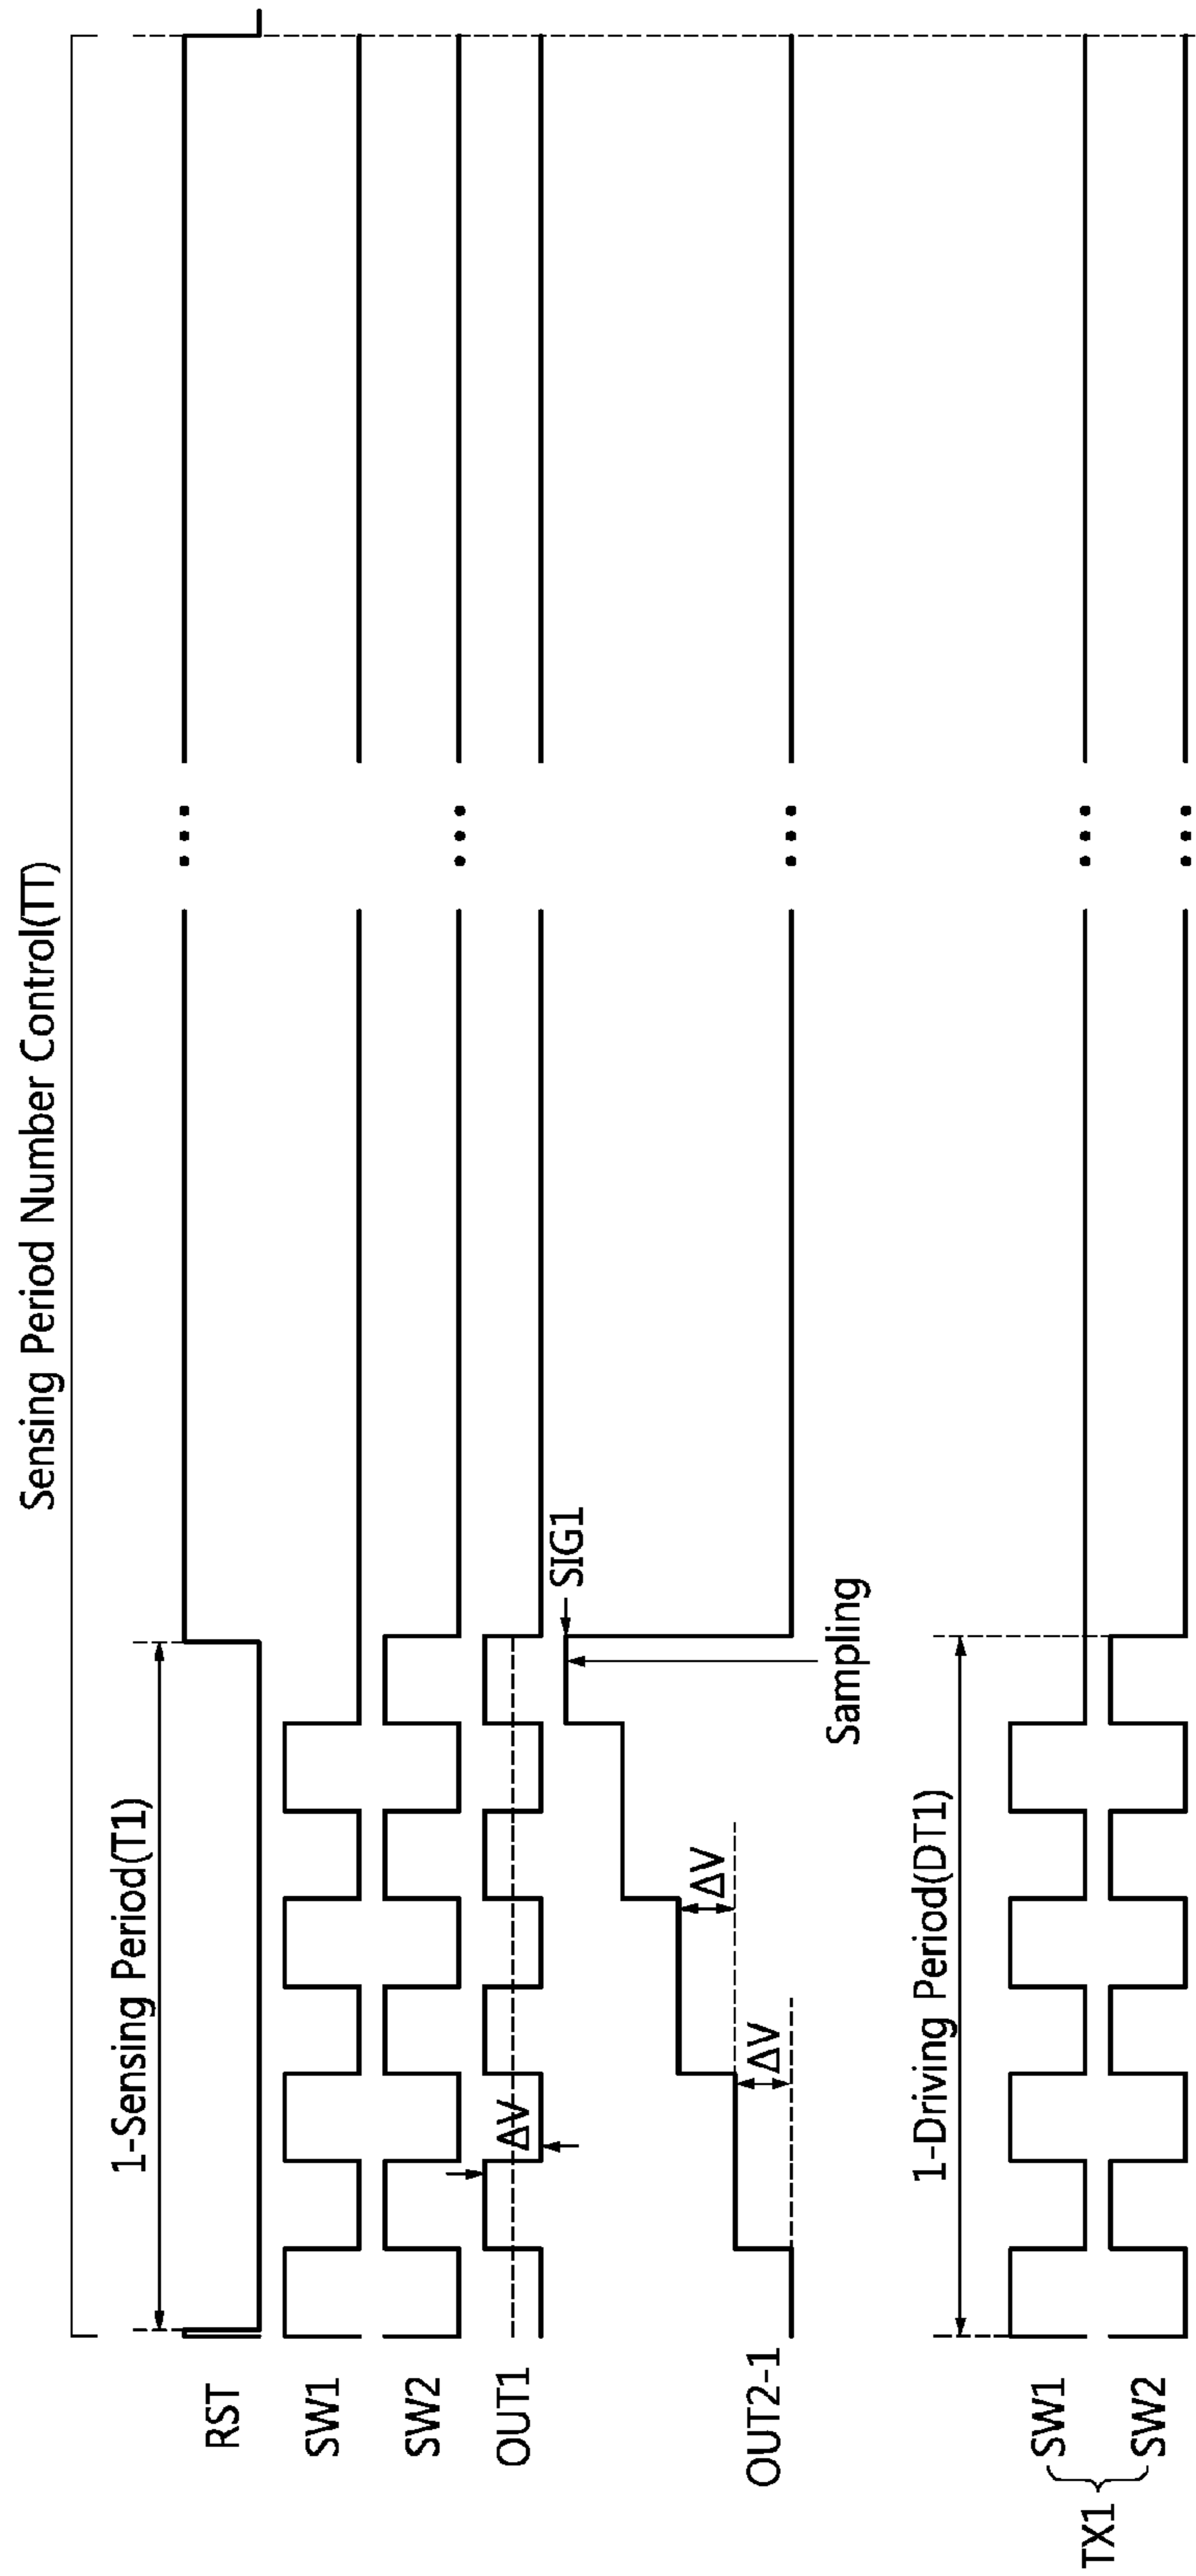 Sensing Period Number Control(TT)
1-Sensing Period(T1)
RST
SW1
SW2
OUT1
ΔV
SIG1
OUT2-1
ΔV
ΔV
Sampling
1-Driving Period(DT1)
TX1
SW1
SW2